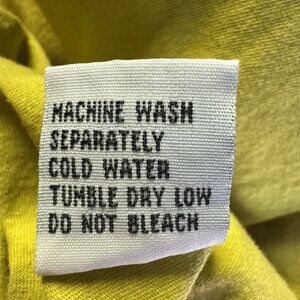 MACHINE WASH
SEPARATELY
COLD WATER
TUMBLE DRY LOW
DO NOT BLEACH